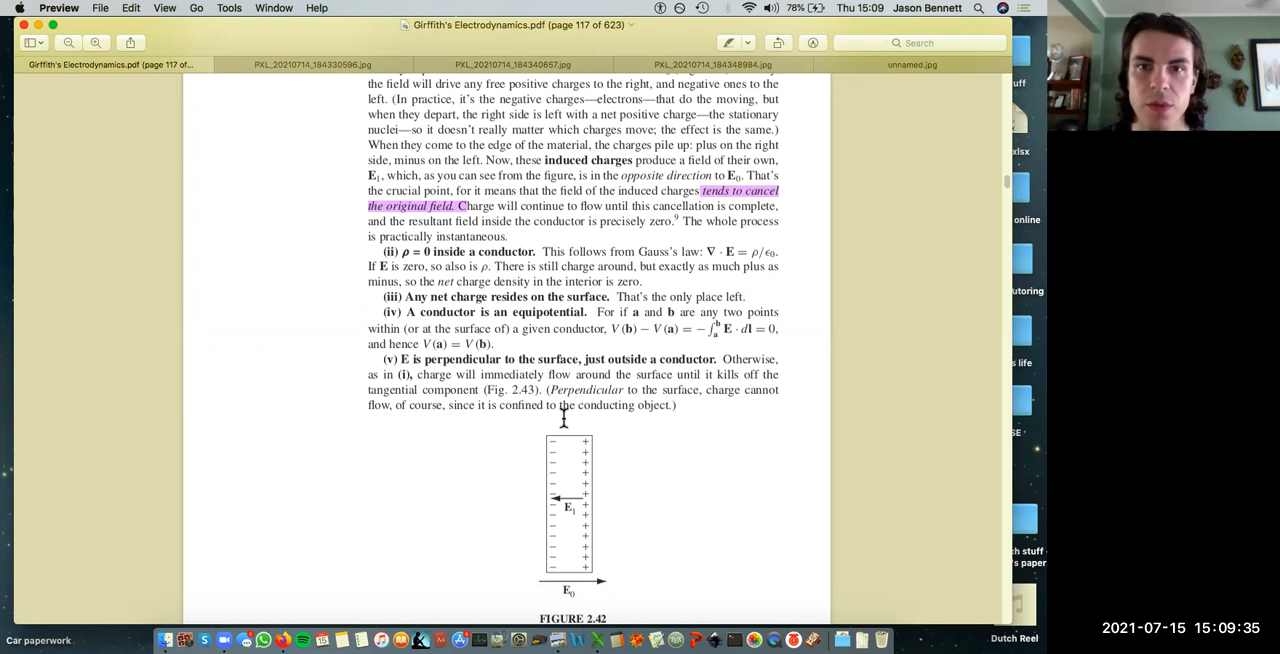 Preview File Edit View Go Tools Window Help
78% Thu 15:09 Jason Bennett
Girffith's Electrodynamics.pdf (page 117 of 623)
Search
Girffith's Electrodynamics.pdf (page 117 of...
PXL_20210714_184330596.jpg
PXL_20210714_184340657.jpg
PXL_20210714_184348984.jpg
unnamed.jpg
the field will drive any free positive charges to the right, and negative ones to the
left. (In practice, it's the negative charges—electrons—that do the moving, but
when they depart, the right side is left with a net positive charge—the stationary
nuclei—so it doesn't really matter which charges move; the effect is the same.)
When they come to the edge of the material, the charges pile up: plus on the right
side, minus on the left. Now, these induced charges produce a field of their own,
E₁, which, as you can see from the figure, is in the opposite direction to E₀. That's
the crucial point, for it means that the field of the induced charges tends to cancel
the original field. Charge will continue to flow until this cancellation is complete,
and the resultant field inside the conductor is precisely zero.⁹ The whole process
is practically instantaneous.
(ii) ρ = 0 inside a conductor. This follows from Gauss's law: ∇ · E = ρ/ϵ₀.
If E is zero, so also is ρ. There is still charge around, but exactly as much plus as
minus, so the net charge density in the interior is zero.
(iii) Any net charge resides on the surface. That's the only place left.
(iv) A conductor is an equipotential. For if a and b are any two points
within (or at the surface of) a given conductor, V(b) − V(a) = −∫ₐᵇ E · dl = 0,
and hence V(a) = V(b).
(v) E is perpendicular to the surface, just outside a conductor. Otherwise,
as in (i), charge will immediately flow around the surface until it kills off the
tangential component (Fig. 2.43). (Perpendicular to the surface, charge cannot
flow, of course, since it is confined to the conducting object.)
− +
− +
− +
− +
− +
− +
E₁
− +
− +
− +
− +
− +
− +
− +
E₀
FIGURE 2.42
uff
xlsx
online
utoring
s life
SE
ch stuff
's paper
Dutch Reel
Car paperwork
2021-07-15 15:09:35